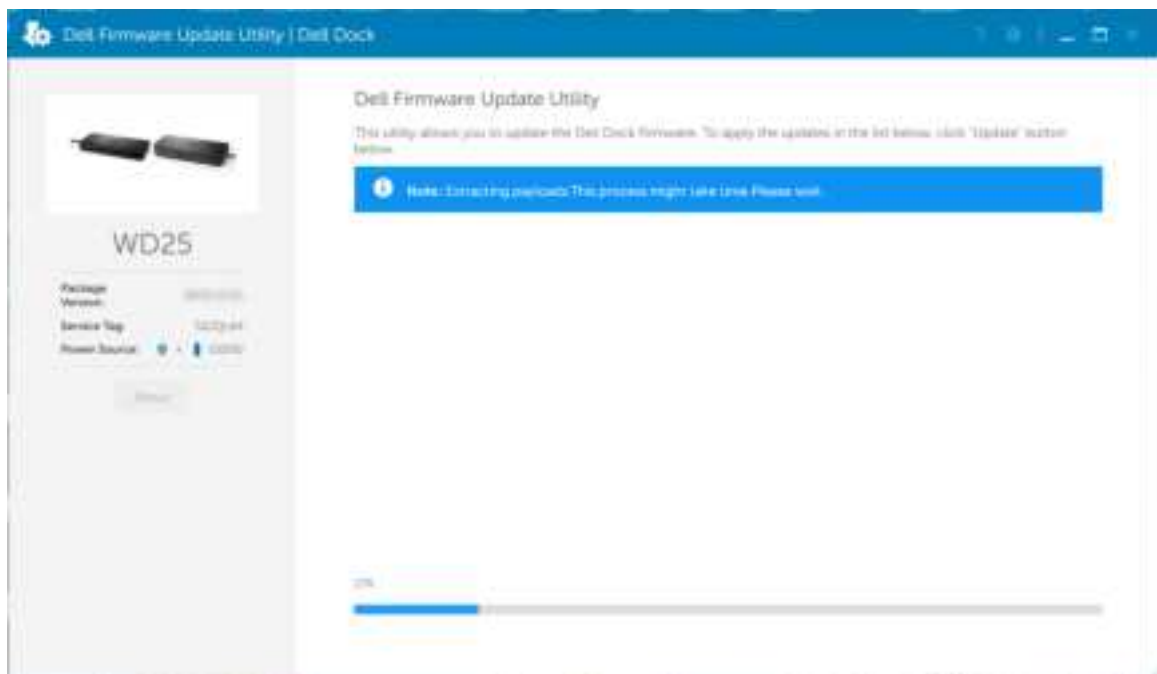 Dell Firmware Update Utility | Dell Dock
Dell Firmware Update Utility
This utility allows you to update the Dell Dock Firmware. To apply the updates in the list below, click 'Update' button
below.
Note: Extracting payloads.This process might take time.Please wait.
WD25
Package
Version:
Service Tag:
Power Source: